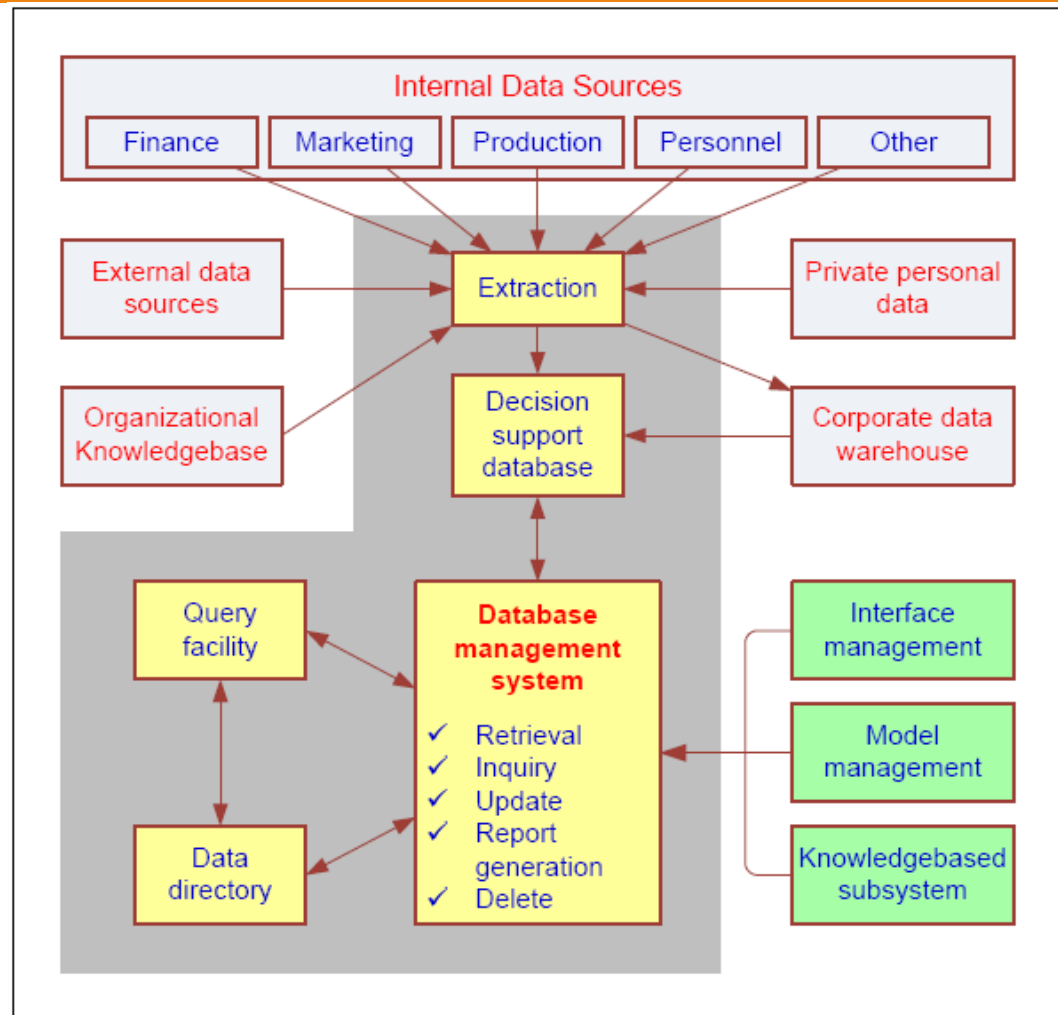 Internal Data Sources
Finance
Marketing
Production
Personnel
Other
External data
sources
Extraction
Private personal
data
Organizational
Knowledgebase
Decision
support
database
Corporate data
warehouse
Query
facility
Database
management
system
✓ Retrieval
✓ Inquiry
✓ Update
✓ Report
generation
✓ Delete
Data
directory
Interface
management
Model
management
Knowledgebased
subsystem